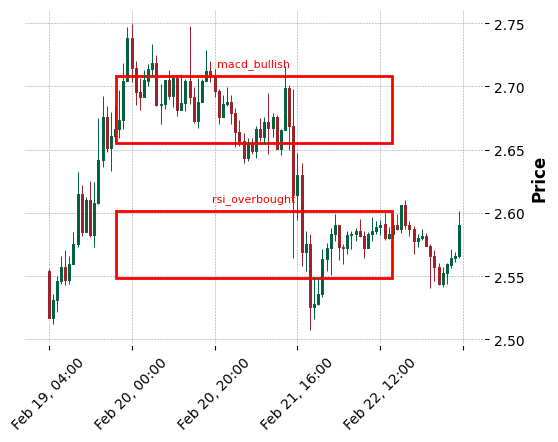 2.75
macd_bullish
2.70
2.65
rsi_overbought
2.60
2.55
2.50
Price
Feb 19, 04:00
Feb 20, 00:00
Feb 20, 20:00
Feb 21, 16:00
Feb 22, 12:00